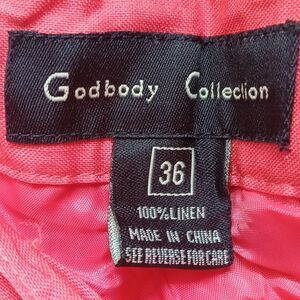 Godbody Collection
36
100%LINEN
MADE IN CHINA
SEE REVERSE FOR CARE